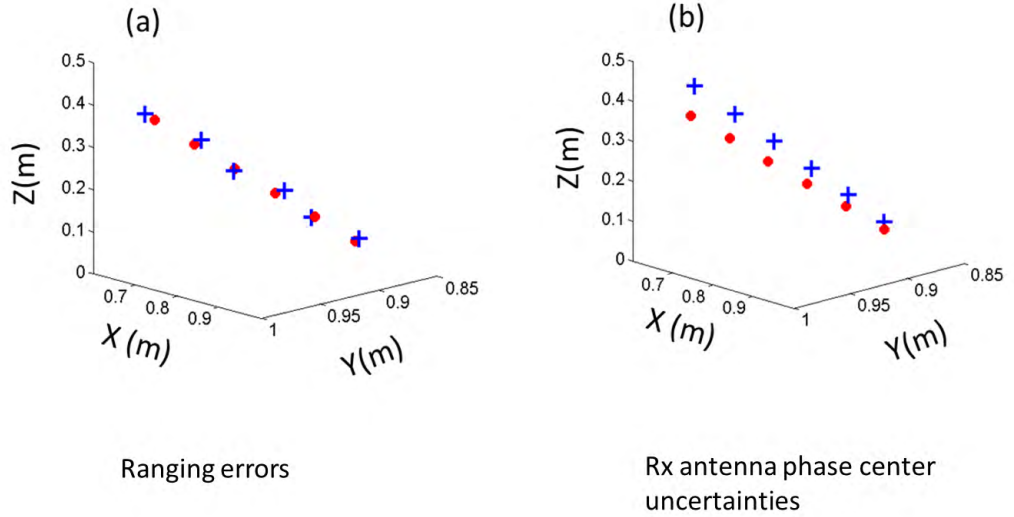 (a)
(b)
0.5
0.4
0.3
0.2
0.1
0
Z(m)
0.7
0.8
0.9
1
0.95
0.9
0.85
X (m)
Y(m)
0.5
0.4
0.3
0.2
0.1
0
Z(m)
0.7
0.8
0.9
1
0.95
0.9
0.85
X (m)
Y(m)
Ranging errors
Rx antenna phase center
uncertainties